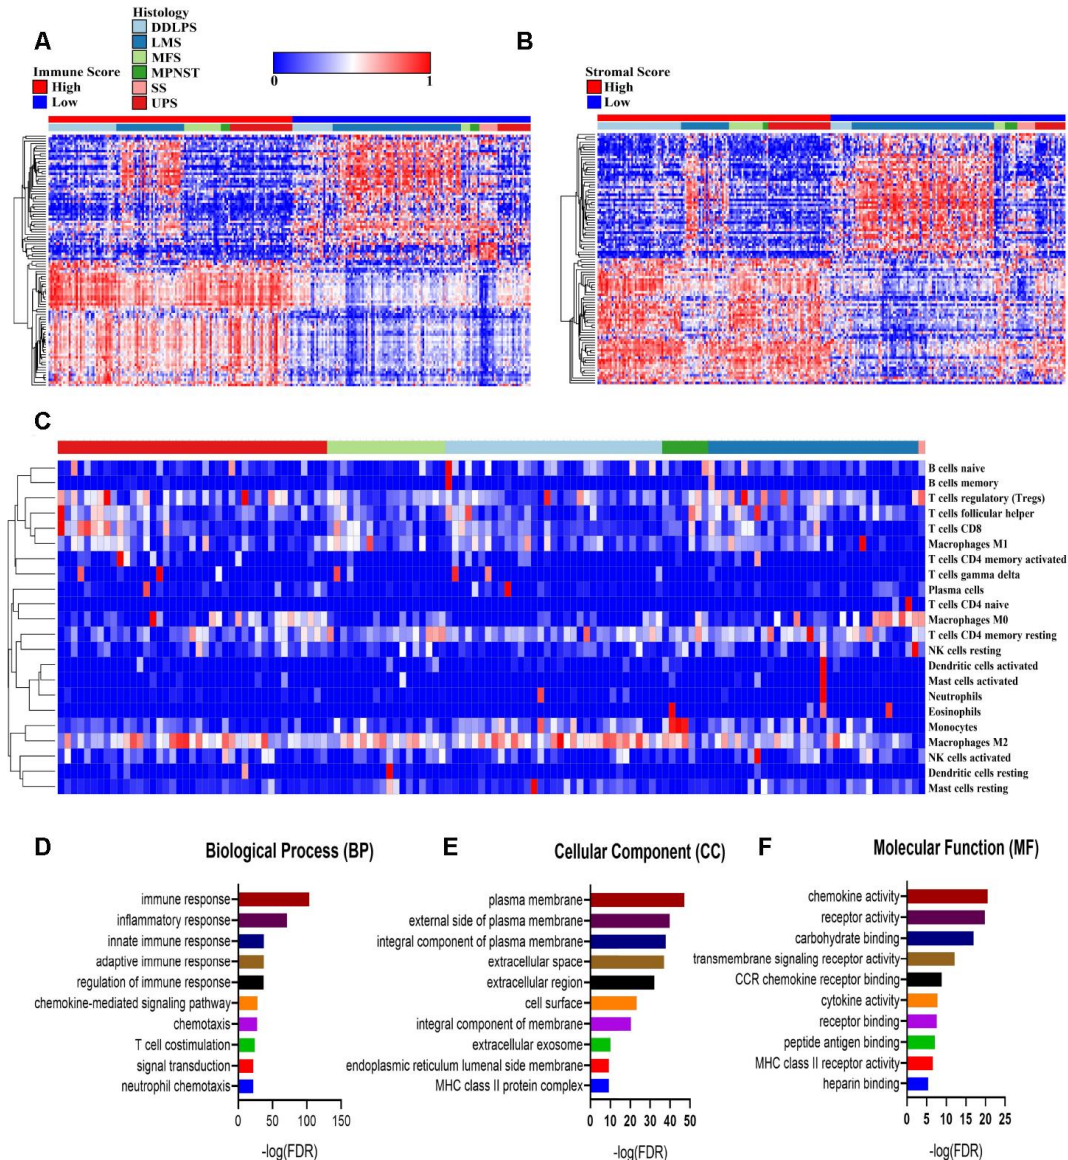 A
Histology
DDLPS
LMS
MFS
MPNST
SS
UPS
Immune Score
High
Low
0 1
B
Stromal Score
High
Low
C
B cells naive
B cells memory
T cells regulatory (Tregs)
T cells follicular helper
T cells CD8
Macrophages M1
T cells CD4 memory activated
T cells gamma delta
Plasma cells
T cells CD4 naive
Macrophages M0
T cells CD4 memory resting
NK cells resting
Dendritic cells activated
Mast cells activated
Neutrophils
Eosinophils
Monocytes
Macrophages M2
NK cells activated
Dendritic cells resting
Mast cells resting
D
Biological Process (BP)
immune response
inflammatory response
innate immune response
adaptive immune response
regulation of immune response
chemokine-mediated signaling pathway
chemotaxis
T cell costimulation
signal transduction
neutrophil chemotaxis
0 50 100 150
-log(FDR)
E
Cellular Component (CC)
plasma membrane
external side of plasma membrane
integral component of plasma membrane
extracellular space
extracellular region
cell surface
integral component of membrane
extracellular exosome
endoplasmic reticulum lumenal side membrane
MHC class II protein complex
0 10 20 30 40 50
-log(FDR)
F
Molecular Function (MF)
chemokine activity
receptor activity
carbohydrate binding
transmembrane signaling receptor activity
CCR chemokine receptor binding
cytokine activity
receptor binding
peptide antigen binding
MHC class II receptor activity
heparin binding
0 5 10 15 20 25
-log(FDR)